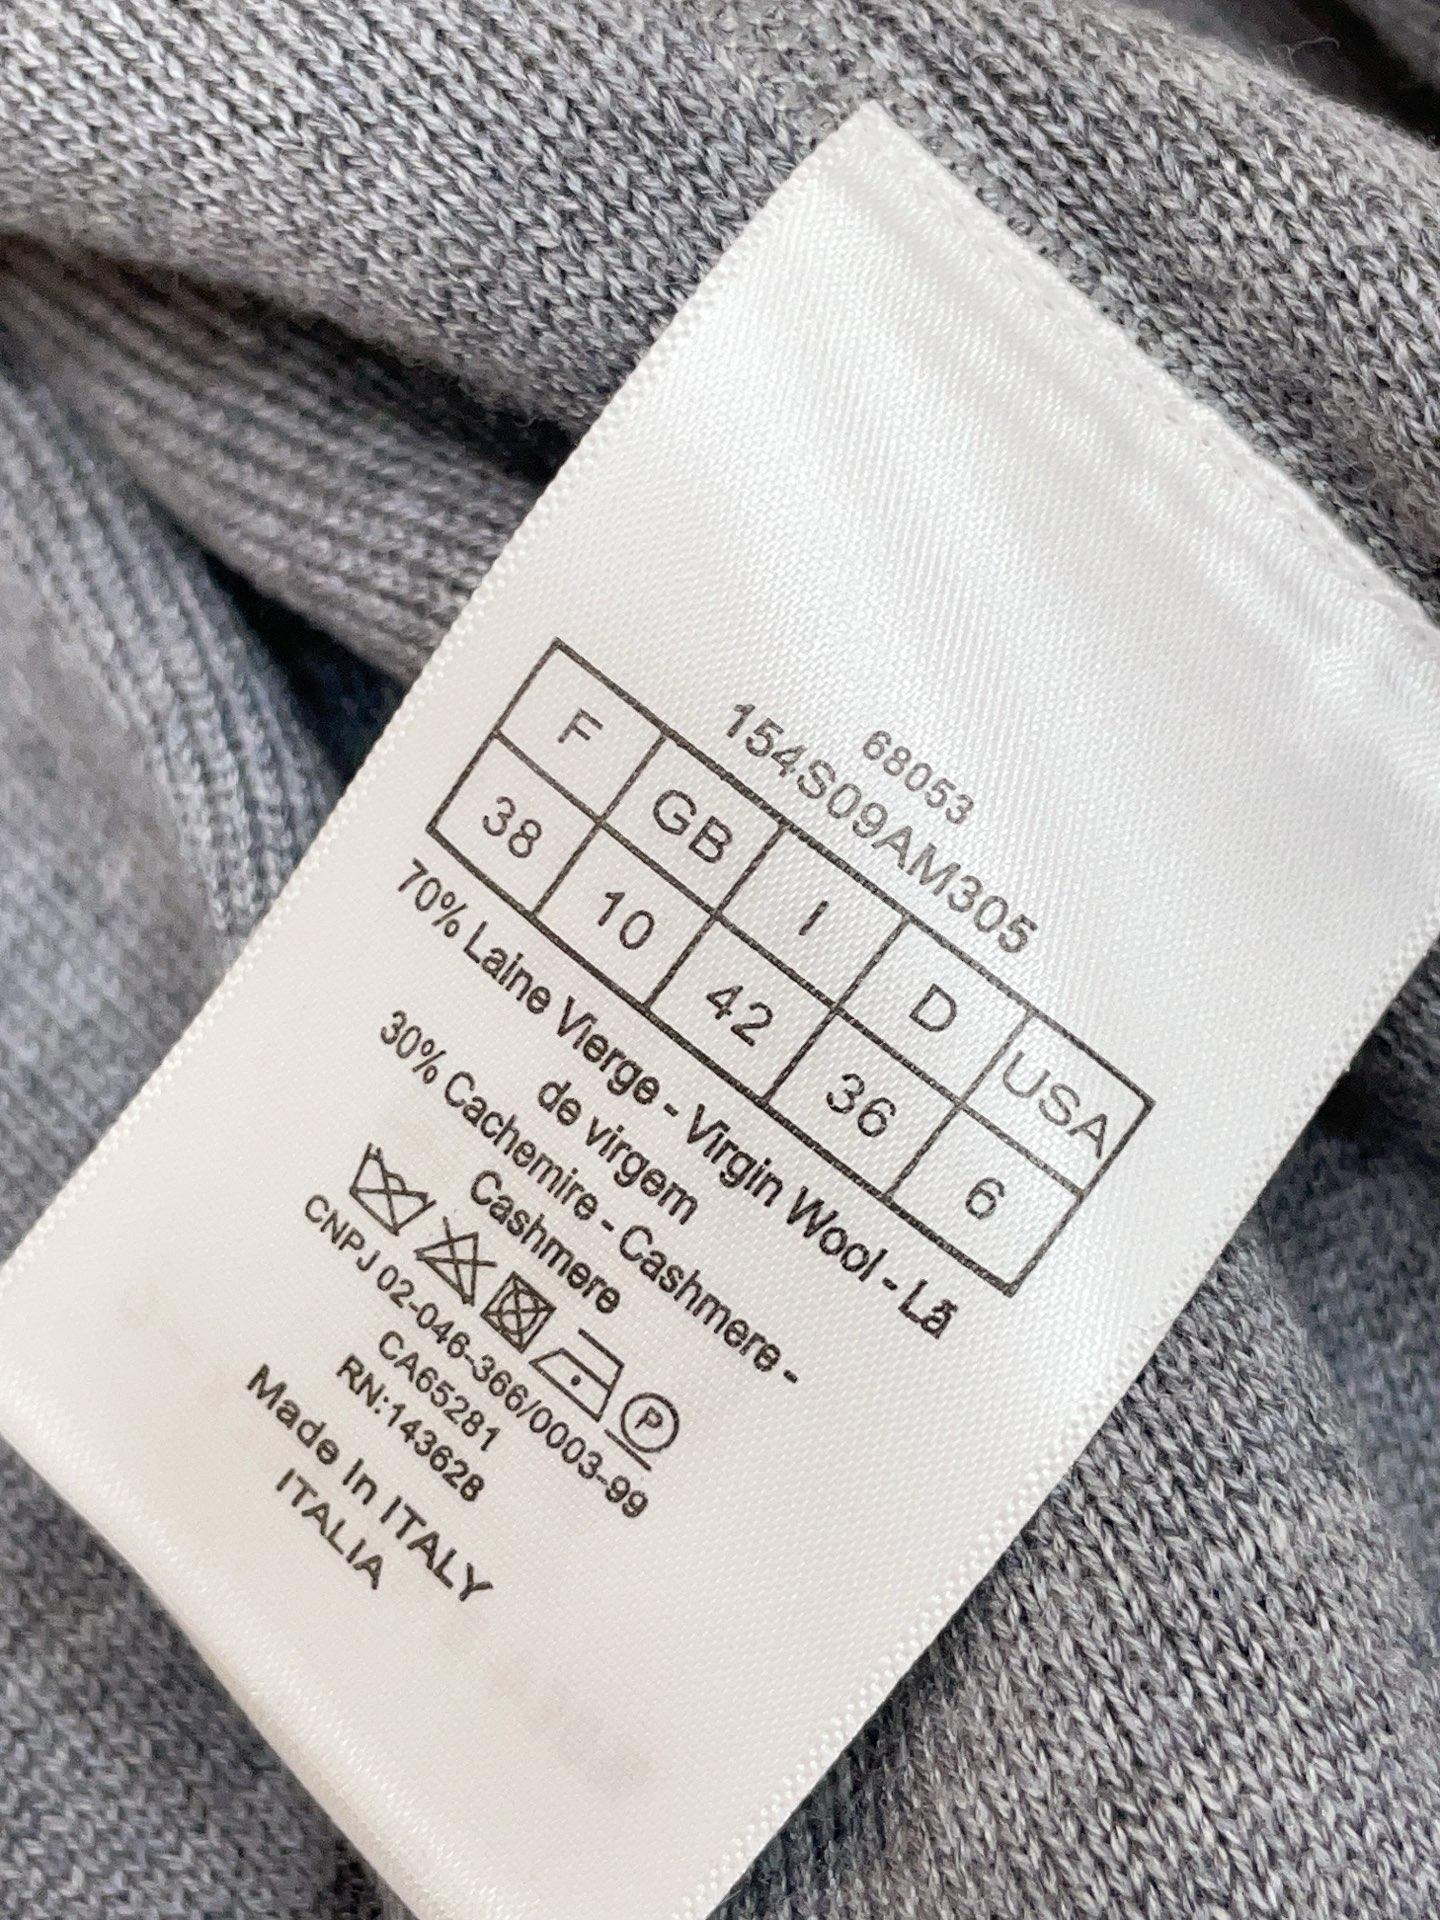 68053
154S09AM305
F GB I D USA
38 10 42 36 6
70% Laine Vierge - Virgin Wool - Lã
de virgem
30% Cachemire - Cashmere -
Cashmere
P
CNPJ 02-046-366/0003-99
CA65281
RN:143628
Made In ITALY
ITALIA